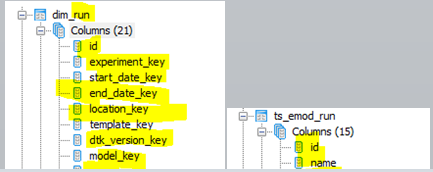 dim_run
Columns (21)
id
experiment_key
start_date_key
end_date_key
location_key
template_key
dtk_version_key
model_key
ts_emod_run
Columns (15)
id
name